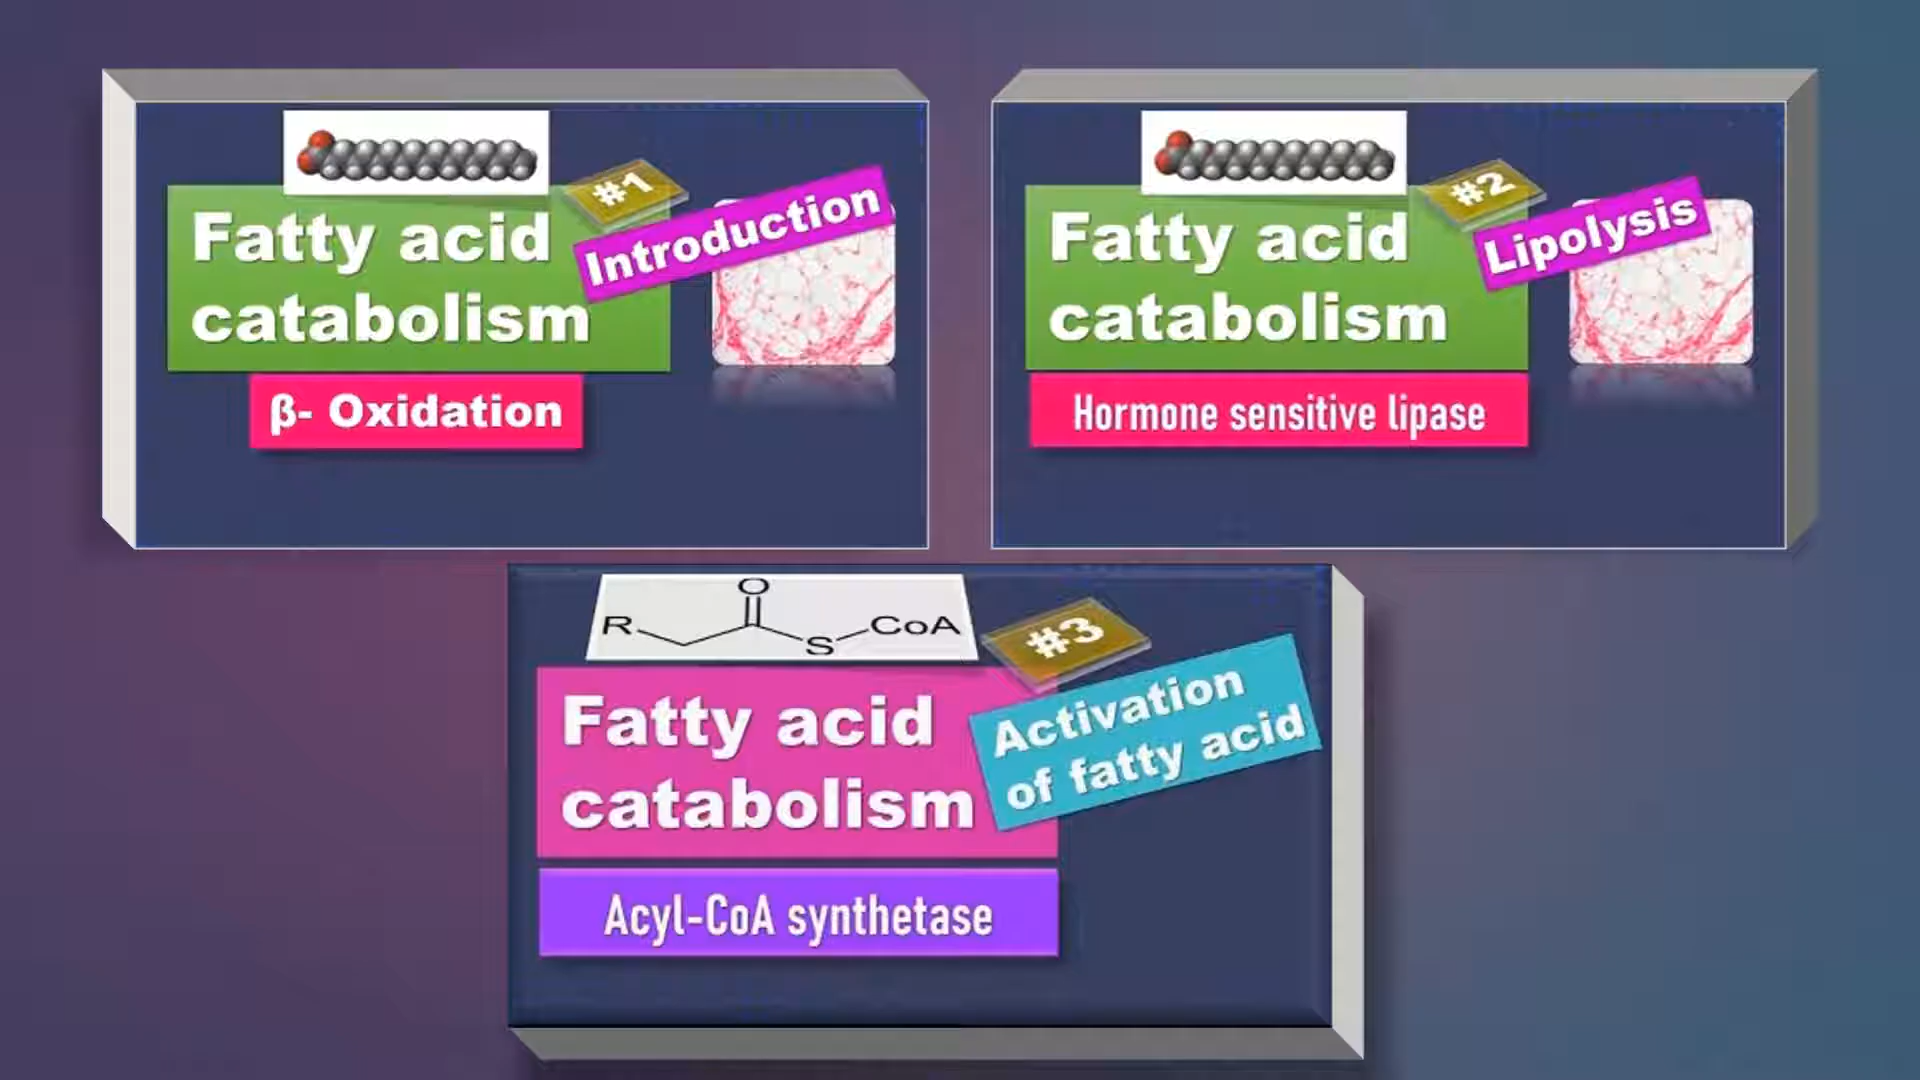 #1
Introduction
Fatty acid
catabolism
β- Oxidation
#2
Lipolysis
Fatty acid
catabolism
Hormone sensitive lipase
O
R
S
CoA
#3
Activation
of fatty acid
Fatty acid
catabolism
Acyl-CoA synthetase